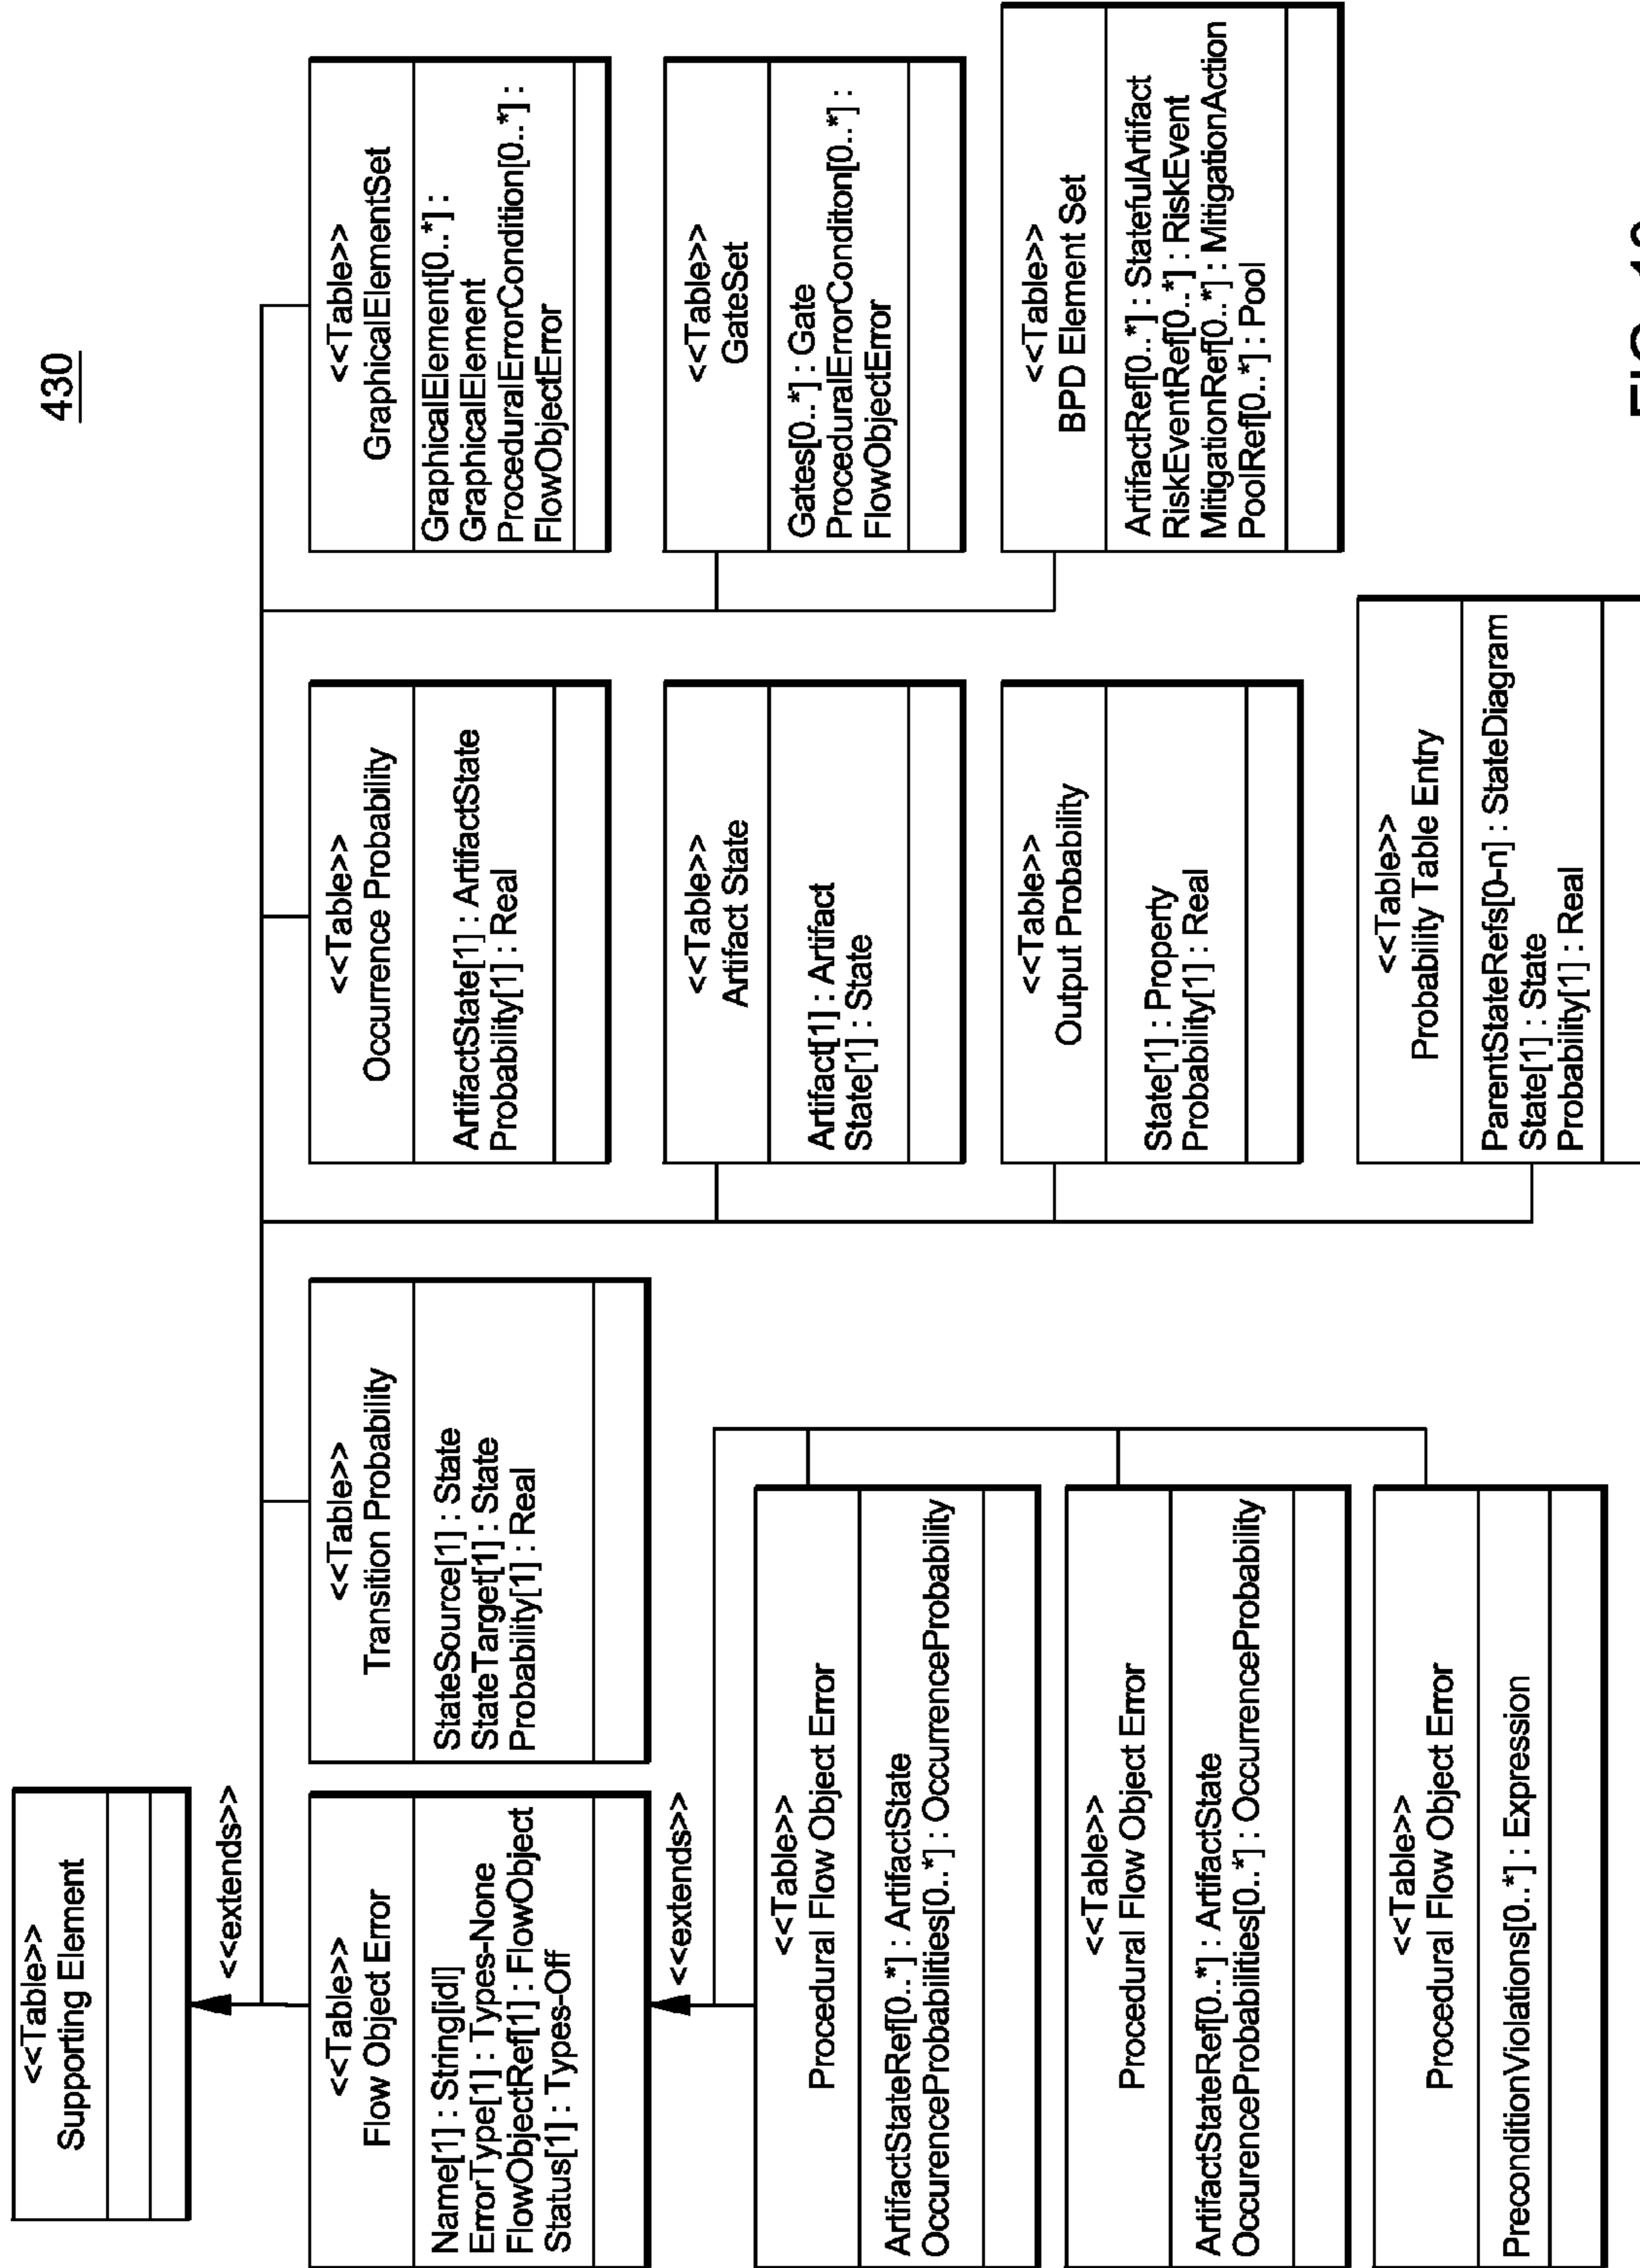 430
<<Table>>
Supporting Element
<<extends>>
<<Table>>
Flow Object Error
Name[1] : String[idl]
ErrorType[1] : Types-None
FlowObjectRef[1] : FlowObject
Status[1] : Types-Off
<<Table>>
Transition Probability
StateSource[1] : State
StateTarget[1] : State
Probability[1] : Real
<<Table>>
Occurrence Probability
ArtifactState[1] : ArtifactState
Probability[1] : Real
<<Table>>
GraphicalElementSet
GraphicalElement[0..*] :
GraphicalElement
ProceduralErrorCondition[0..*] :
FlowObjectError
<<extends>>
<<Table>>
Procedural Flow Object Error
ArtifactStateRef[0..*] : ArtifactState
OccurenceProbabilities[0..*] : OccurrenceProbability
<<Table>>
Artifact State
Artifact[1] : Artifact
State[1] : State
<<Table>>
GateSet
Gates[0..*] : Gate
ProceduralErrorConditon[0..*] :
FlowObjectError
<<Table>>
Procedural Flow Object Error
ArtifactStateRef[0..*] : ArtifactState
OccurenceProbabilities[0..*] : OccurrenceProbability
<<Table>>
Output Probability
State[1] : Property
Probability[1] : Real
<<Table>>
BPD Element Set
ArtifactRef[0..*] : StatefulArtifact
RiskEventRef[0..*] : RiskEvent
MitigationRef[0..*] : MitigationAction
PoolRef[0..*] : Pool
<<Table>>
Procedural Flow Object Error
PreconditionViolations[0..*] : Expression
<<Table>>
Probability Table Entry
ParentStateRefs[0-n] : StateDiagram
State[1] : State
Probability[1] : Real